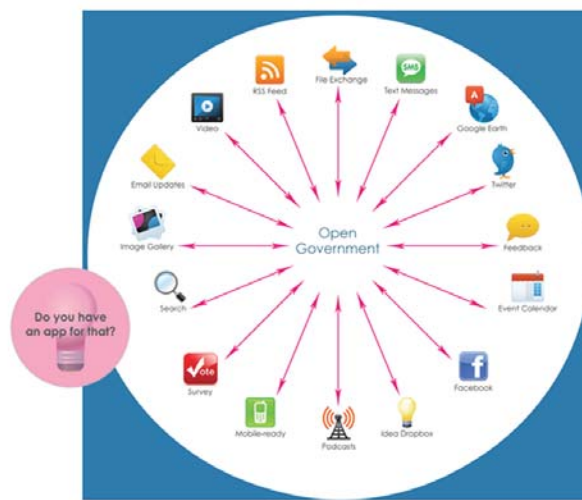 File Exchange
RSS Feed
Text Messages
SMS
Video
A
Google Earth
Email Updates
Twitter
Image Gallery
Open
Government
Feedback
Search
Event Calendar
Do you have
an app for that?
Vote
Survey
f
Facebook
Mobile-ready
Podcasts
Idea Dropbox